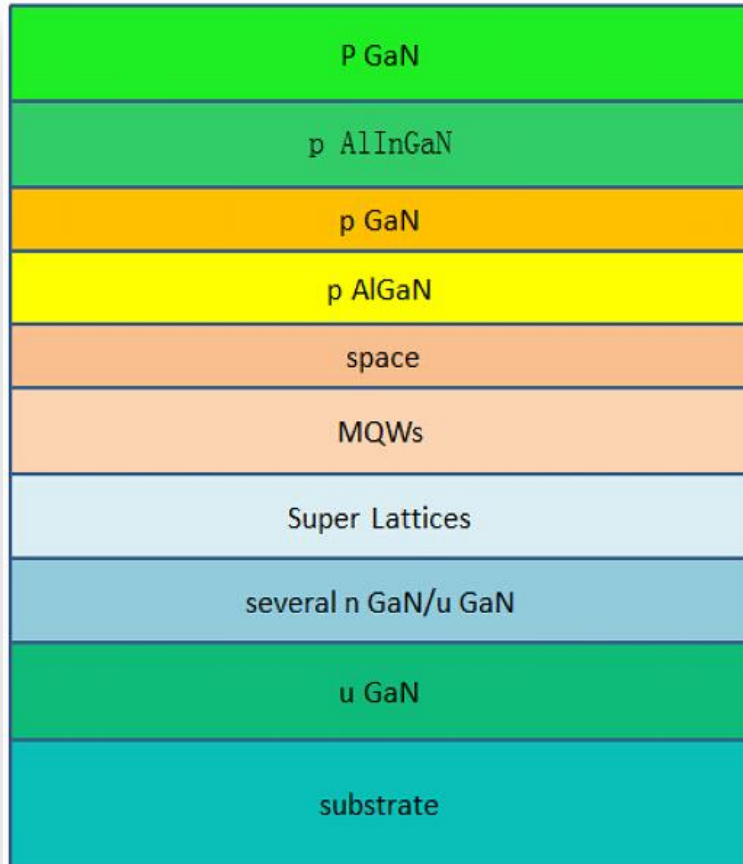 P GaN
p AlInGaN
p GaN
p AlGaN
space
MQWs
Super Lattices
several n GaN/u GaN
u GaN
substrate